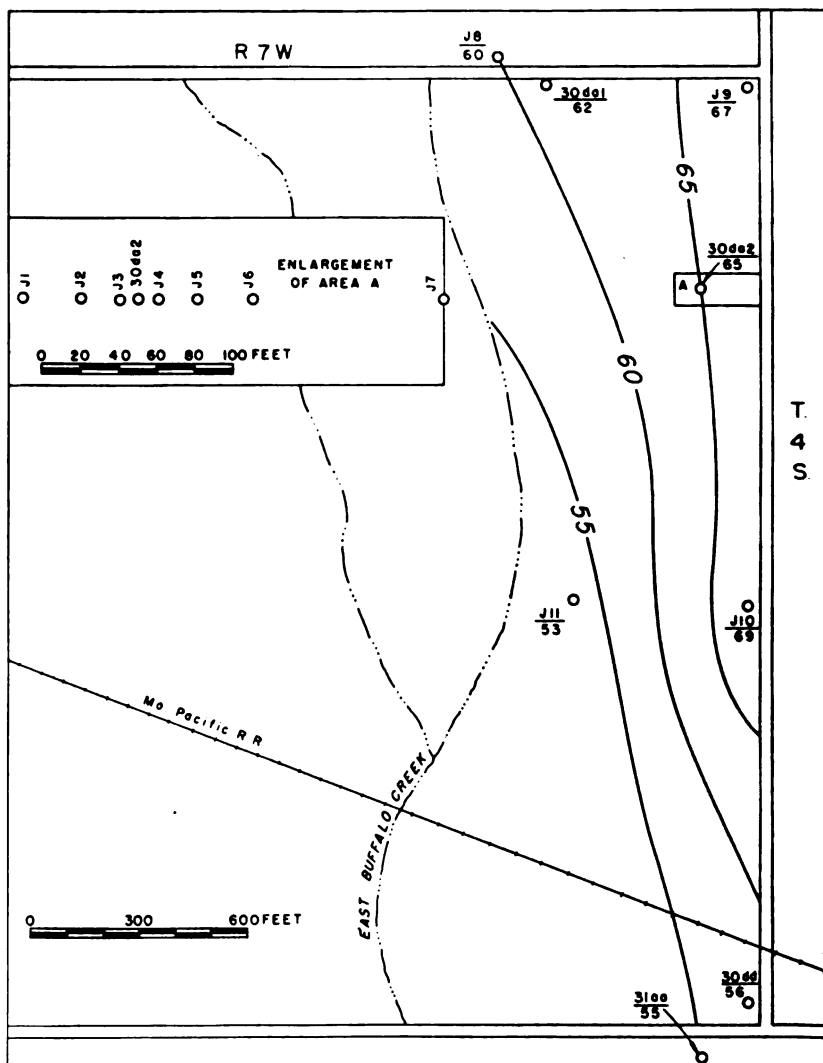 R 7W
J8
60
30da1
62
J9
67
65
30da2
65
A
J1
J2
J3
30da2
J4
J5
J6
J7
ENLARGEMENT
OF AREA A
0 20 40 60 80 100 FEET
60
T.
4
S.
55
J11
53
J10
69
Mo Pacific R R
EAST BUFFALO CREEK
0 300 600 FEET
30dd
56
31aa
55